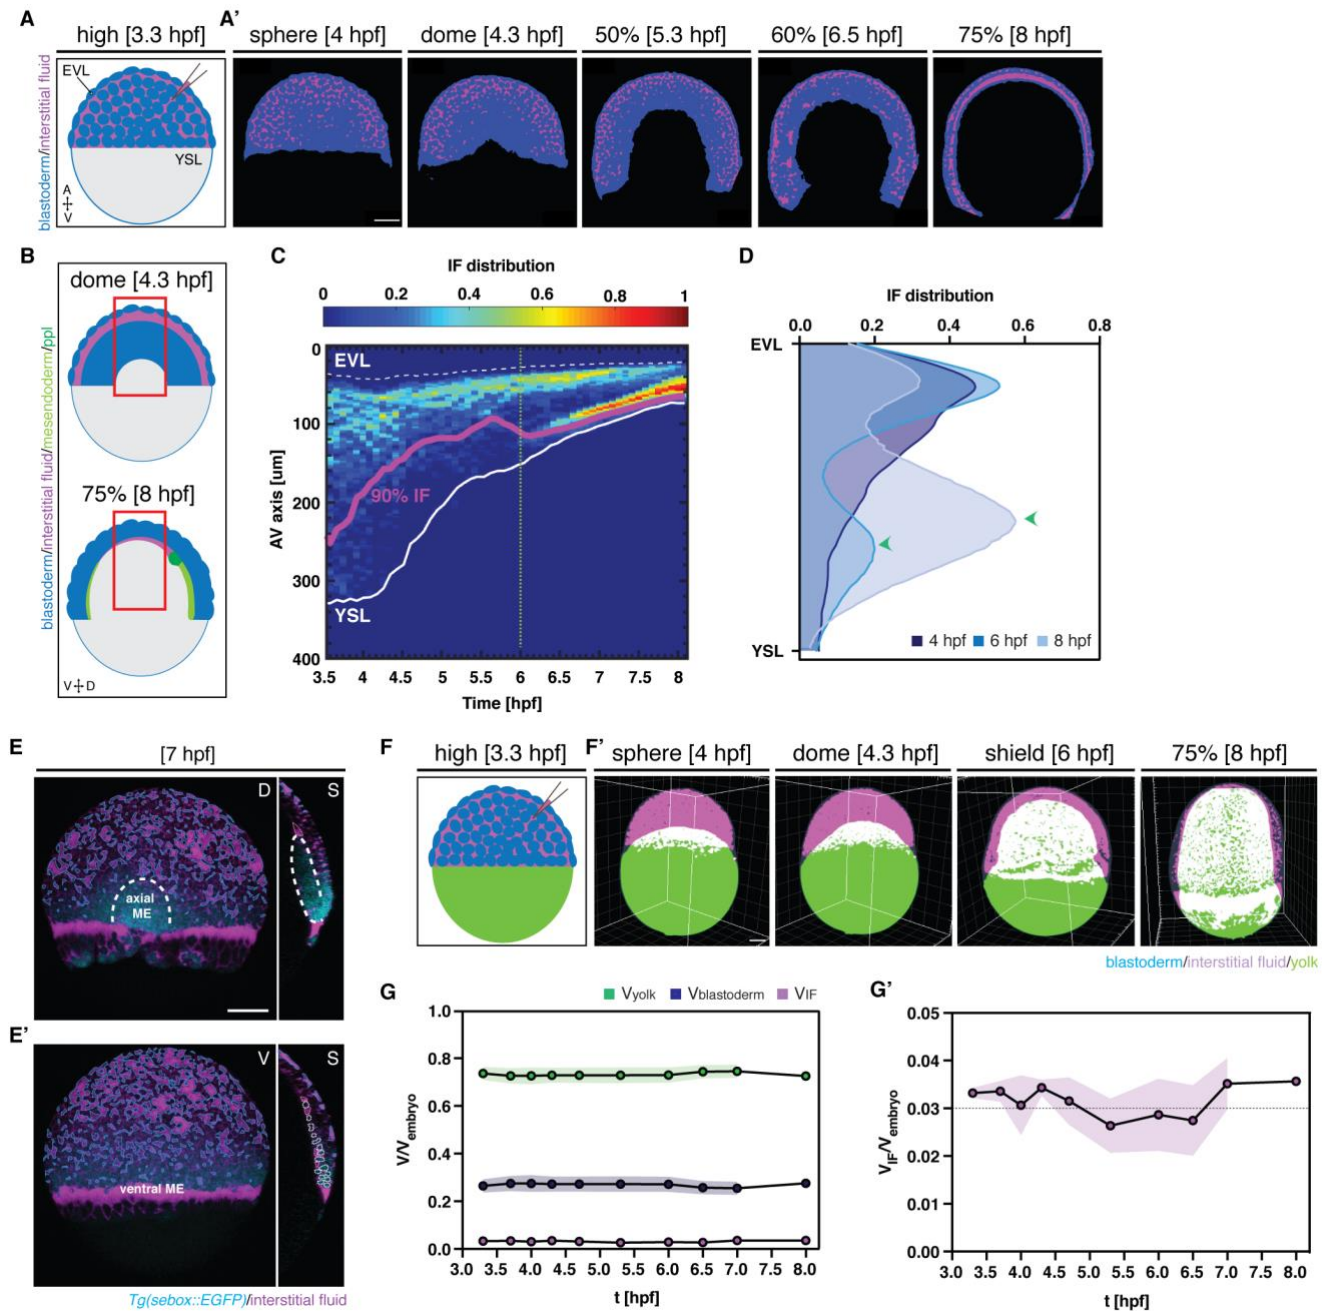 A
high [3.3 hpf]
A'
sphere [4 hpf]
dome [4.3 hpf]
50% [5.3 hpf]
60% [6.5 hpf]
75% [8 hpf]
blastoderm/interstitial fluid
EVL
YSL
A
V
B
dome [4.3 hpf]
75% [8 hpf]
blastoderm/interstitial fluid/mesendoderm/ppl
V D
C
IF distribution
0 0.2 0.4 0.6 0.8 1
EVL
90% IF
YSL
0
100
200
300
400
AV axis [um]
3.5 4 4.5 5 5.5 6 6.5 7 7.5 8
Time [hpf]
D
IF distribution
0.0 0.2 0.4 0.6 0.8
EVL
YSL
4 hpf 6 hpf 8 hpf
E
[7 hpf]
D
S
axial
ME
E'
V
S
ventral ME
Tg(sebox::EGFP)/interstitial fluid
F
high [3.3 hpf]
F'
sphere [4 hpf]
dome [4.3 hpf]
shield [6 hpf]
75% [8 hpf]
blastoderm/interstitial fluid/yolk
G
Vyolk Vblastoderm VIF
1.0
0.8
0.6
0.4
0.2
0.0
V/Vembryo
3.0 3.5 4.0 4.5 5.0 5.5 6.0 6.5 7.0 7.5 8.0
t [hpf]
G'
0.05
0.04
0.03
0.02
0.01
0.00
VIF/Vembryo
3.0 3.5 4.0 4.5 5.0 5.5 6.0 6.5 7.0 7.5 8.0
t [hpf]